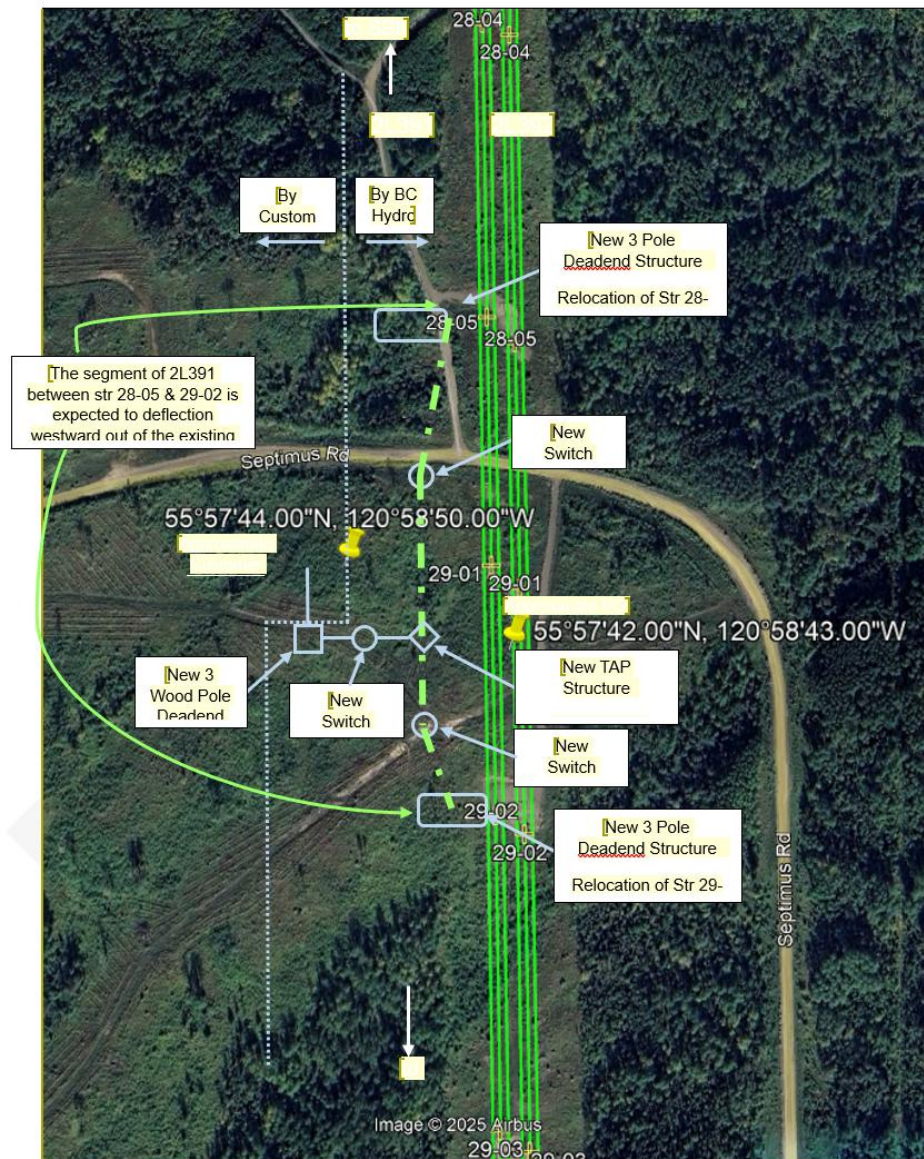 28-04
28-04
By
Custom
By BC
Hydro
New 3 Pole
Deadend Structure
Relocation of Str 28-
28-05
28-05
The segment of 2L391
between str 28-05 & 29-02 is
expected to deflection
westward out of the existing
New
Switch
Septimus Rd
55°57'44.00"N, 120°58'50.00"W
29-01
29-01
55°57'42.00"N, 120°58'43.00"W
New 3
Wood Pole
Deadend
New
Switch
New TAP
Structure
New
Switch
29-02
29-02
New 3 Pole
Deadend Structure
Relocation of Str 29-
Septimus Rd
Image © 2025 Airbus
29-03
29-03